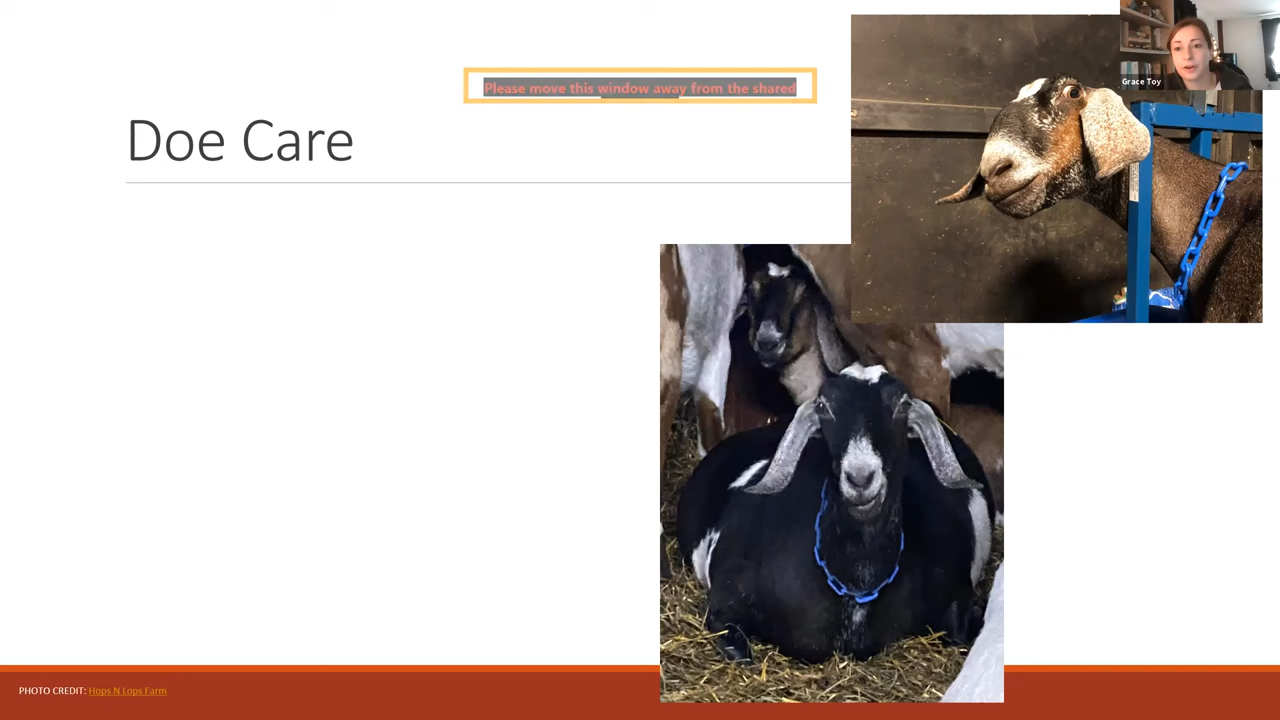 Please move this window away from the shared
Grace Toy
Doe Care
PHOTO CREDIT: Hops N Lops Farm